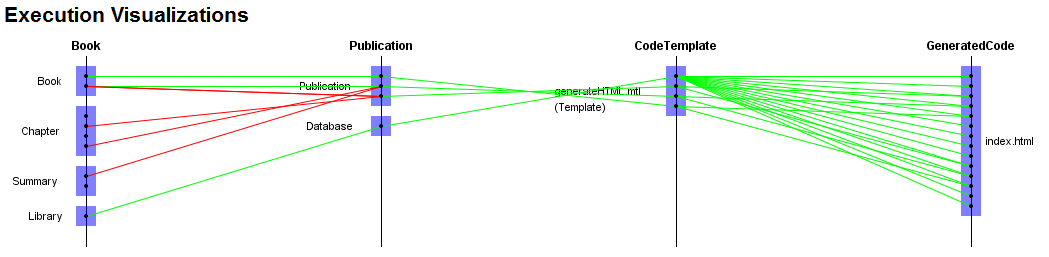 Execution Visualizations
Book Publication CodeTemplate GeneratedCode
Book
Publication
generateHTML.mtl
(Template)
Database
Chapter
index.html
Summary
Library